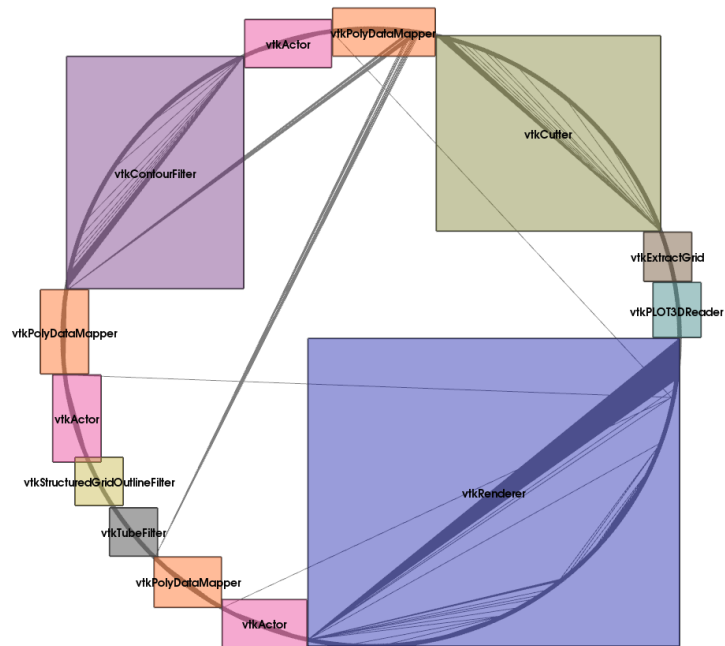 vtkPolyDataMapper
vtkActor
vtkCutter
vtkContourFilter
vtkExtractGrid
vtkPLOT3DReader
vtkPolyDataMapper
vtkActor
vtkStructuredGridOutlineFilter
vtkRenderer
vtkTubeFilter
vtkPolyDataMapper
vtkActor